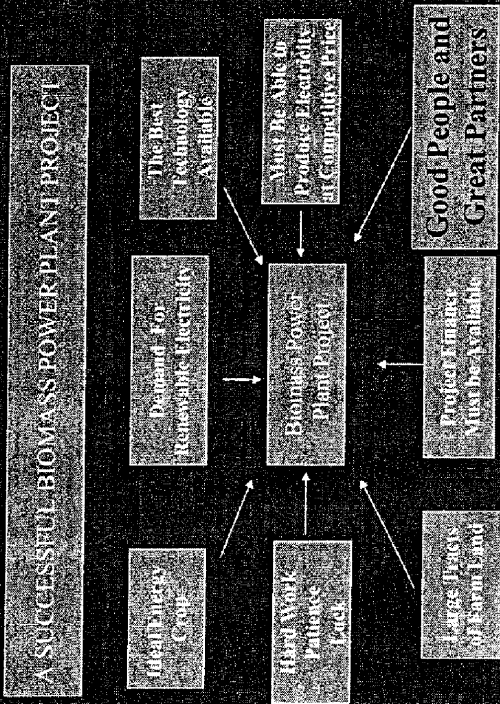 A SUCCESSFUL BIOMASS POWER PLANT PROJECT
Ideal Energy
Crop
Demand For
Renewable Electricity
The Best
Technology
Available
Hard Work
Patience
Luck
Biomass Power
Plant Project
Must Be Able to
Produce Electricity
at Competitive Price
Large Tracts
of Farm Land
Project Finance
Must be Available
Good People and
Great Partners